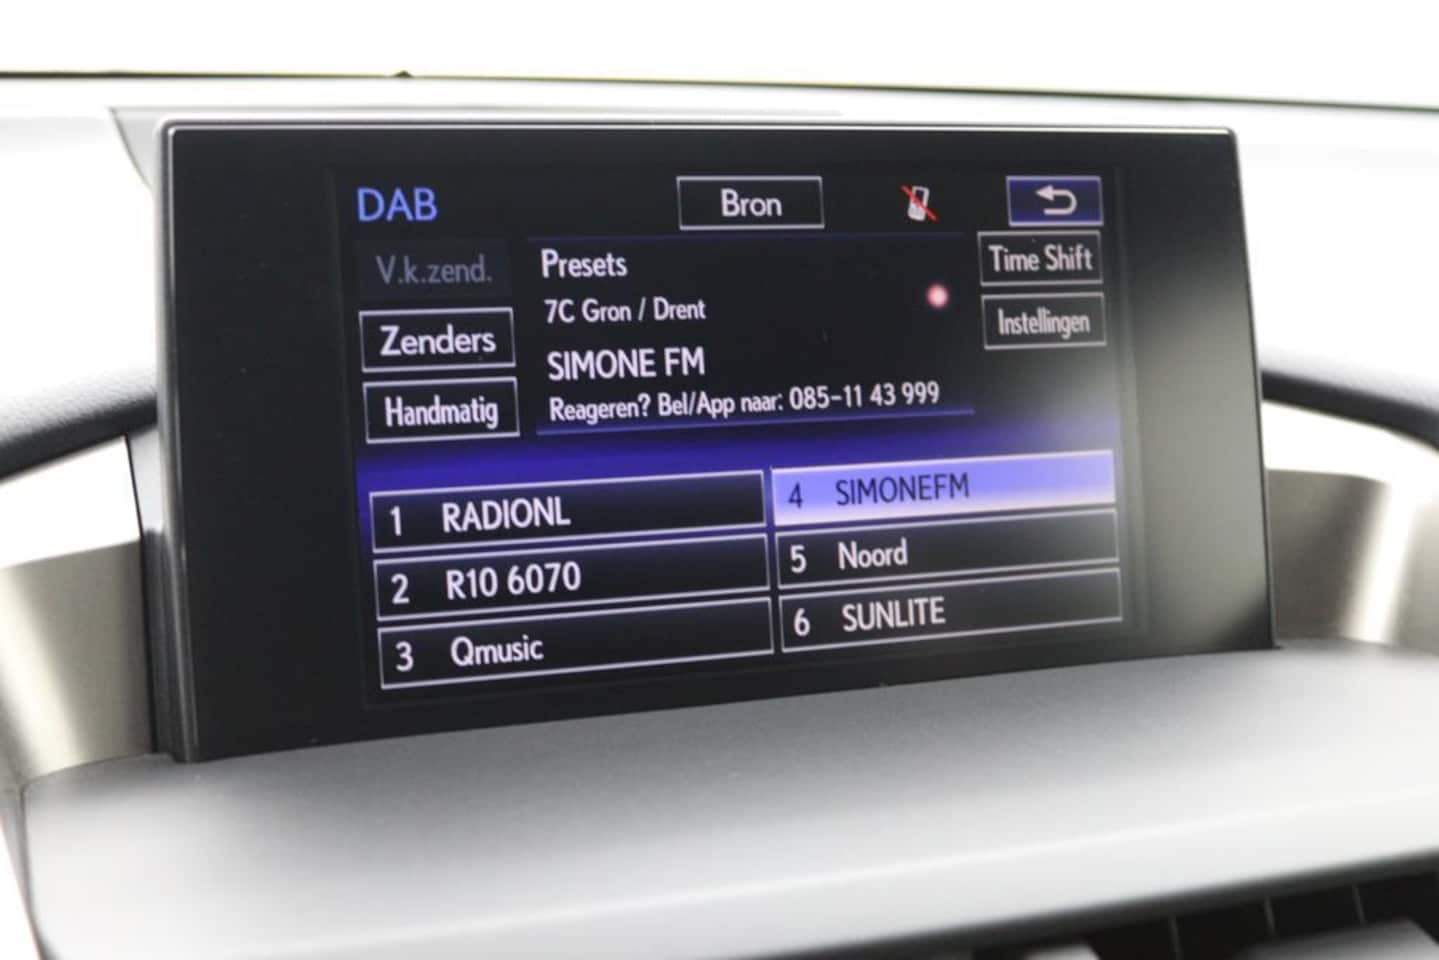 DAB
Bron
V.k.zend.
Presets
Time Shift
7C Gron / Drent
Instellingen
Zenders
SIMONE FM
Handmatig
Reageren? Bel/App naar: 085-11 43 999
1 RADIONL
4 SIMONEFM
2 R10 6070
5 Noord
3 Qmusic
6 SUNLITE